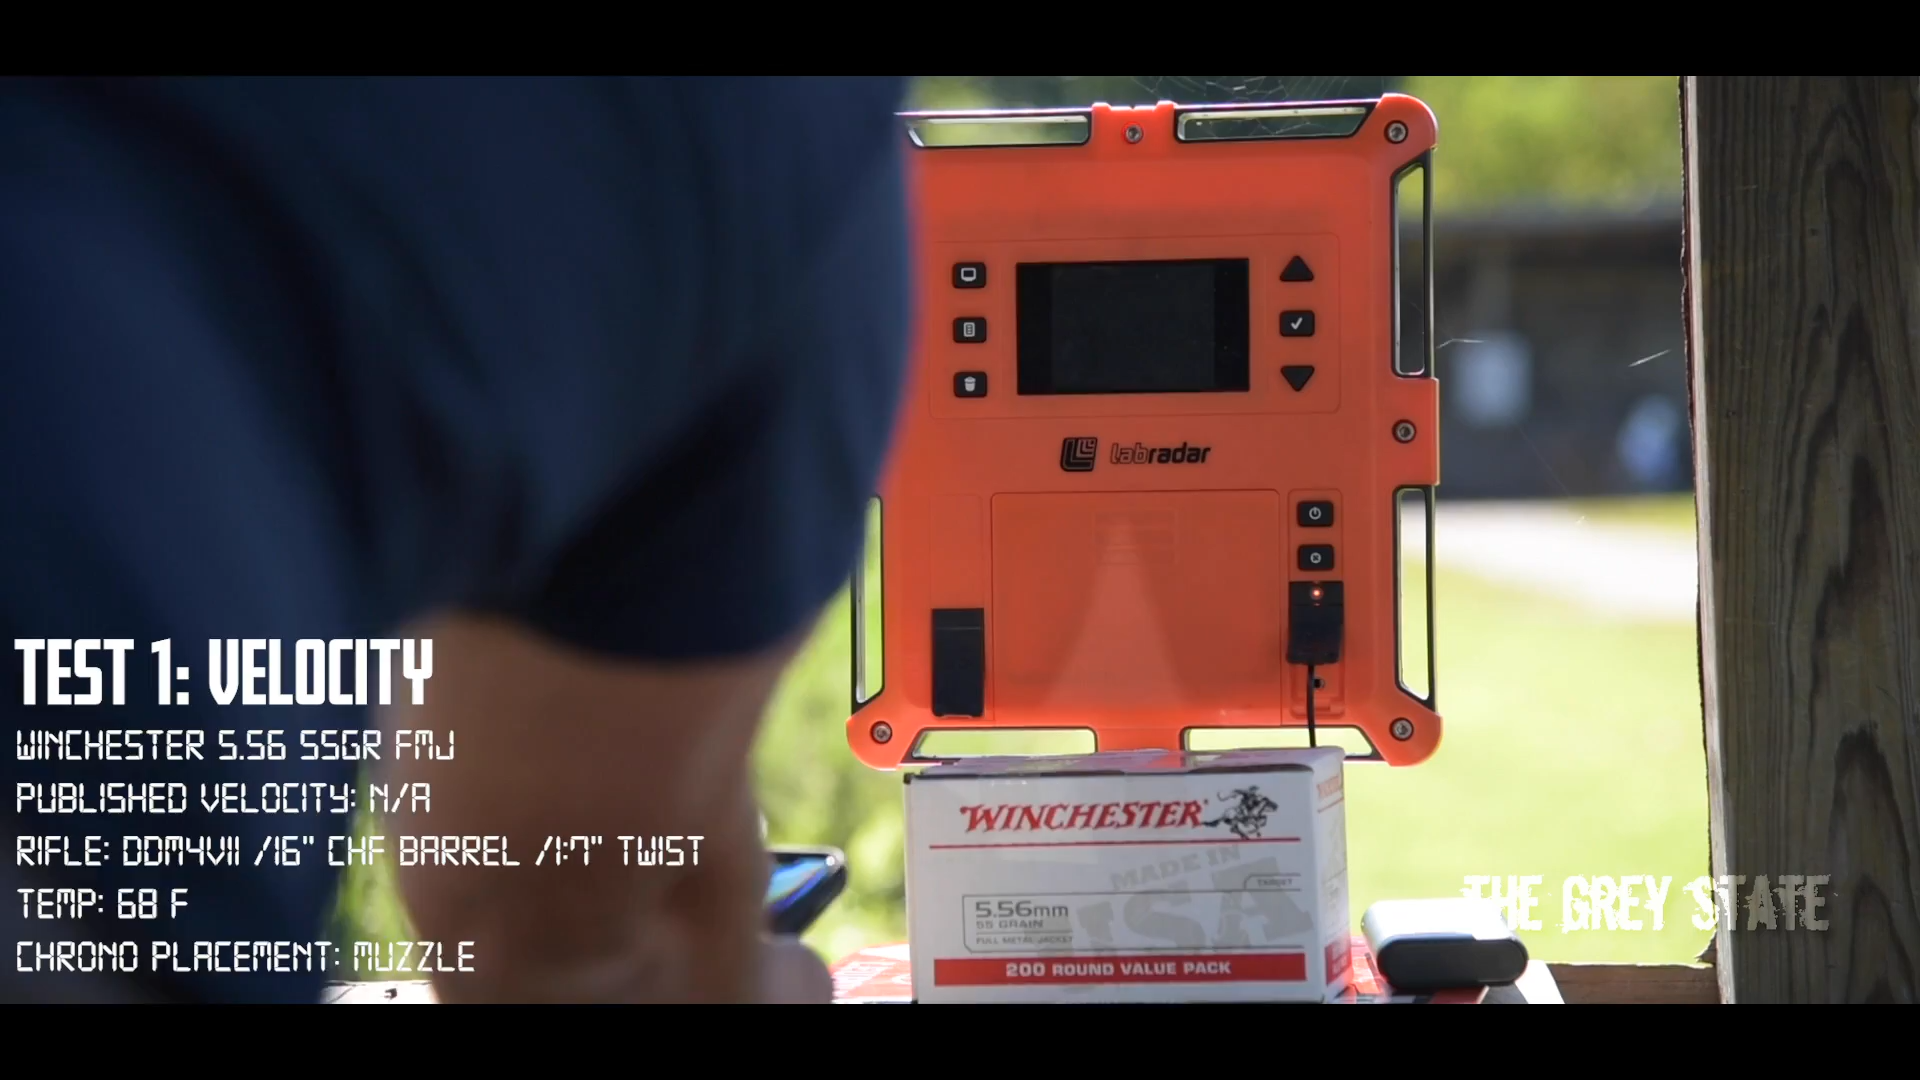 labradar
TEST 1: VELOCITY
WINCHESTER 5.56 55GR FMJ
PUBLISHED VELOCITY: N/A
RIFLE: DDM4V11 /16" CHF BARREL /1:7" TWIST
TEMP: 68 F
CHRONO PLACEMENT: MUZZLE
WINCHESTER
MADE IN
USA
TARGET
5.56mm
55 GRAIN
FULL METAL JACKET
200 ROUND VALUE PACK
THE GREY STATE